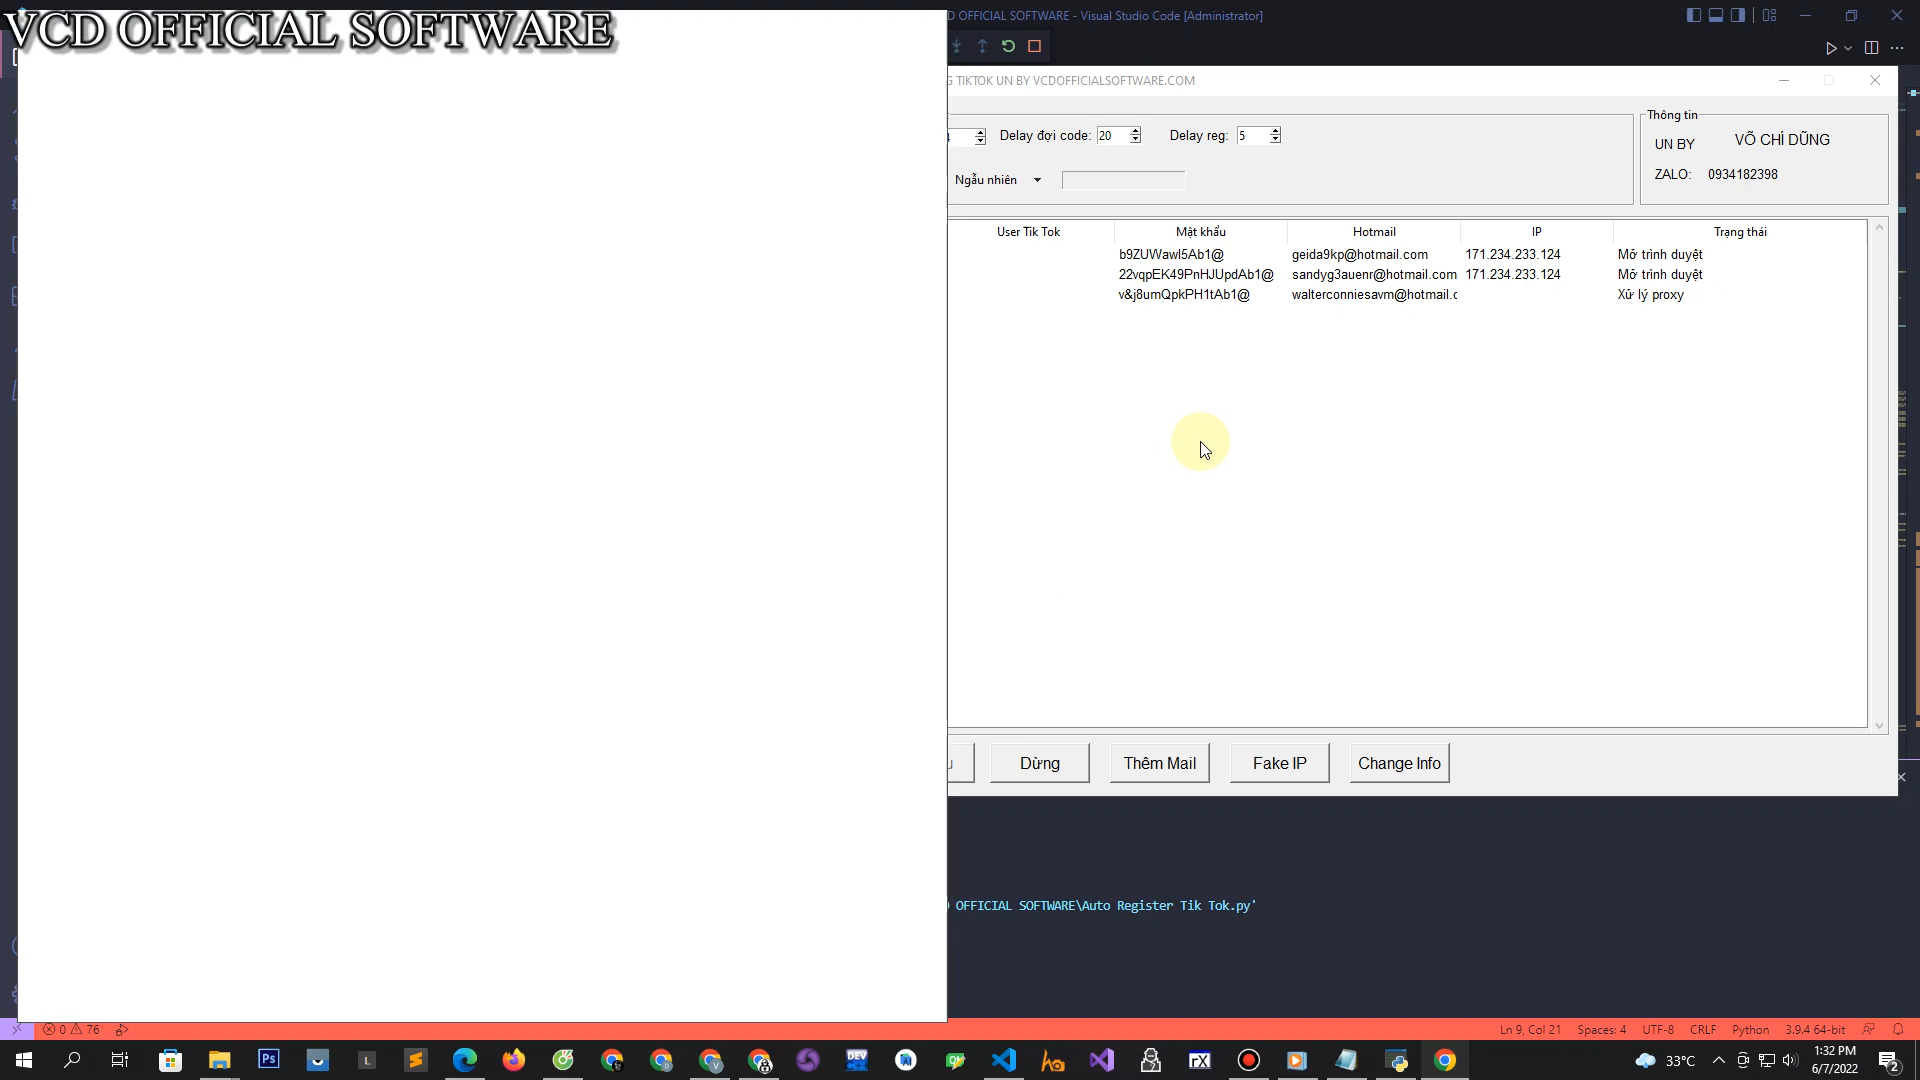 VCD OFFICIAL SOFTWARE
D OFFICIAL SOFTWARE - Visual Studio Code [Administrator]
TIKTOK UN BY VCDOFFICIALSOFTWARE.COM
Delay đợi code: 20 Delay reg: 5
Ngẫu nhiên
Thông tin
UN BY VÕ CHÍ DŨNG
ZALO: 0934182398
User Tik Tok Mật khẩu Hotmail IP Trạng thái
b9ZUWawI5Ab1@ geida9kp@hotmail.com 171.234.233.124 Mở trình duyệt
22vqpEK49PnHJUpdAb1@ sandyg3auenr@hotmail.com 171.234.233.124 Mở trình duyệt
v&j8umQpkPH1tAb1@ walterconniesavm@hotmail.c Xử lý proxy
Dừng Thêm Mail Fake IP Change Info
OFFICIAL SOFTWARE\Auto Register Tik Tok.py'
0 76 Ln 9, Col 21 Spaces: 4 UTF-8 CRLF Python 3.9.4 64-bit
33°C 1:32 PM
6/7/2022